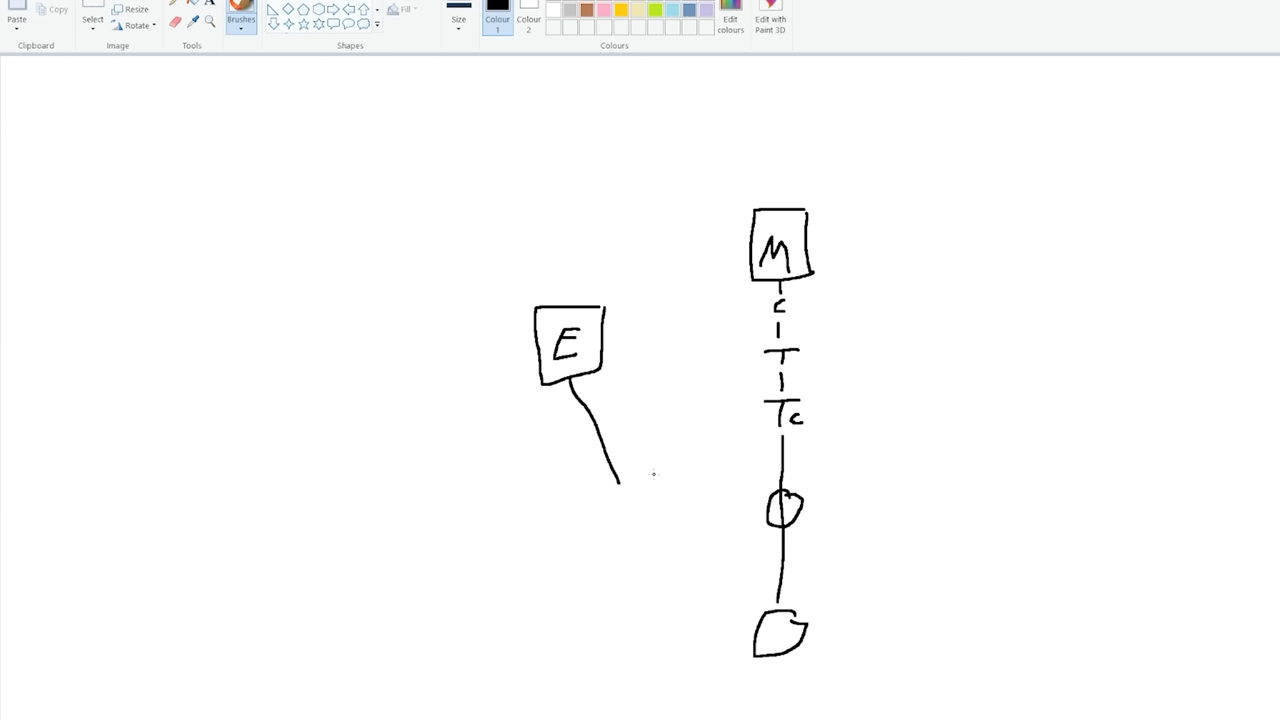 Paste
Copy
Clipboard
Select
Resize
Rotate
Image
Tools
Brushes
Shapes
Fill
Size
Colour
1
Colour
2
Edit
colours
Edit with
Paint 3D
Colours
M
C
T
Tc
E